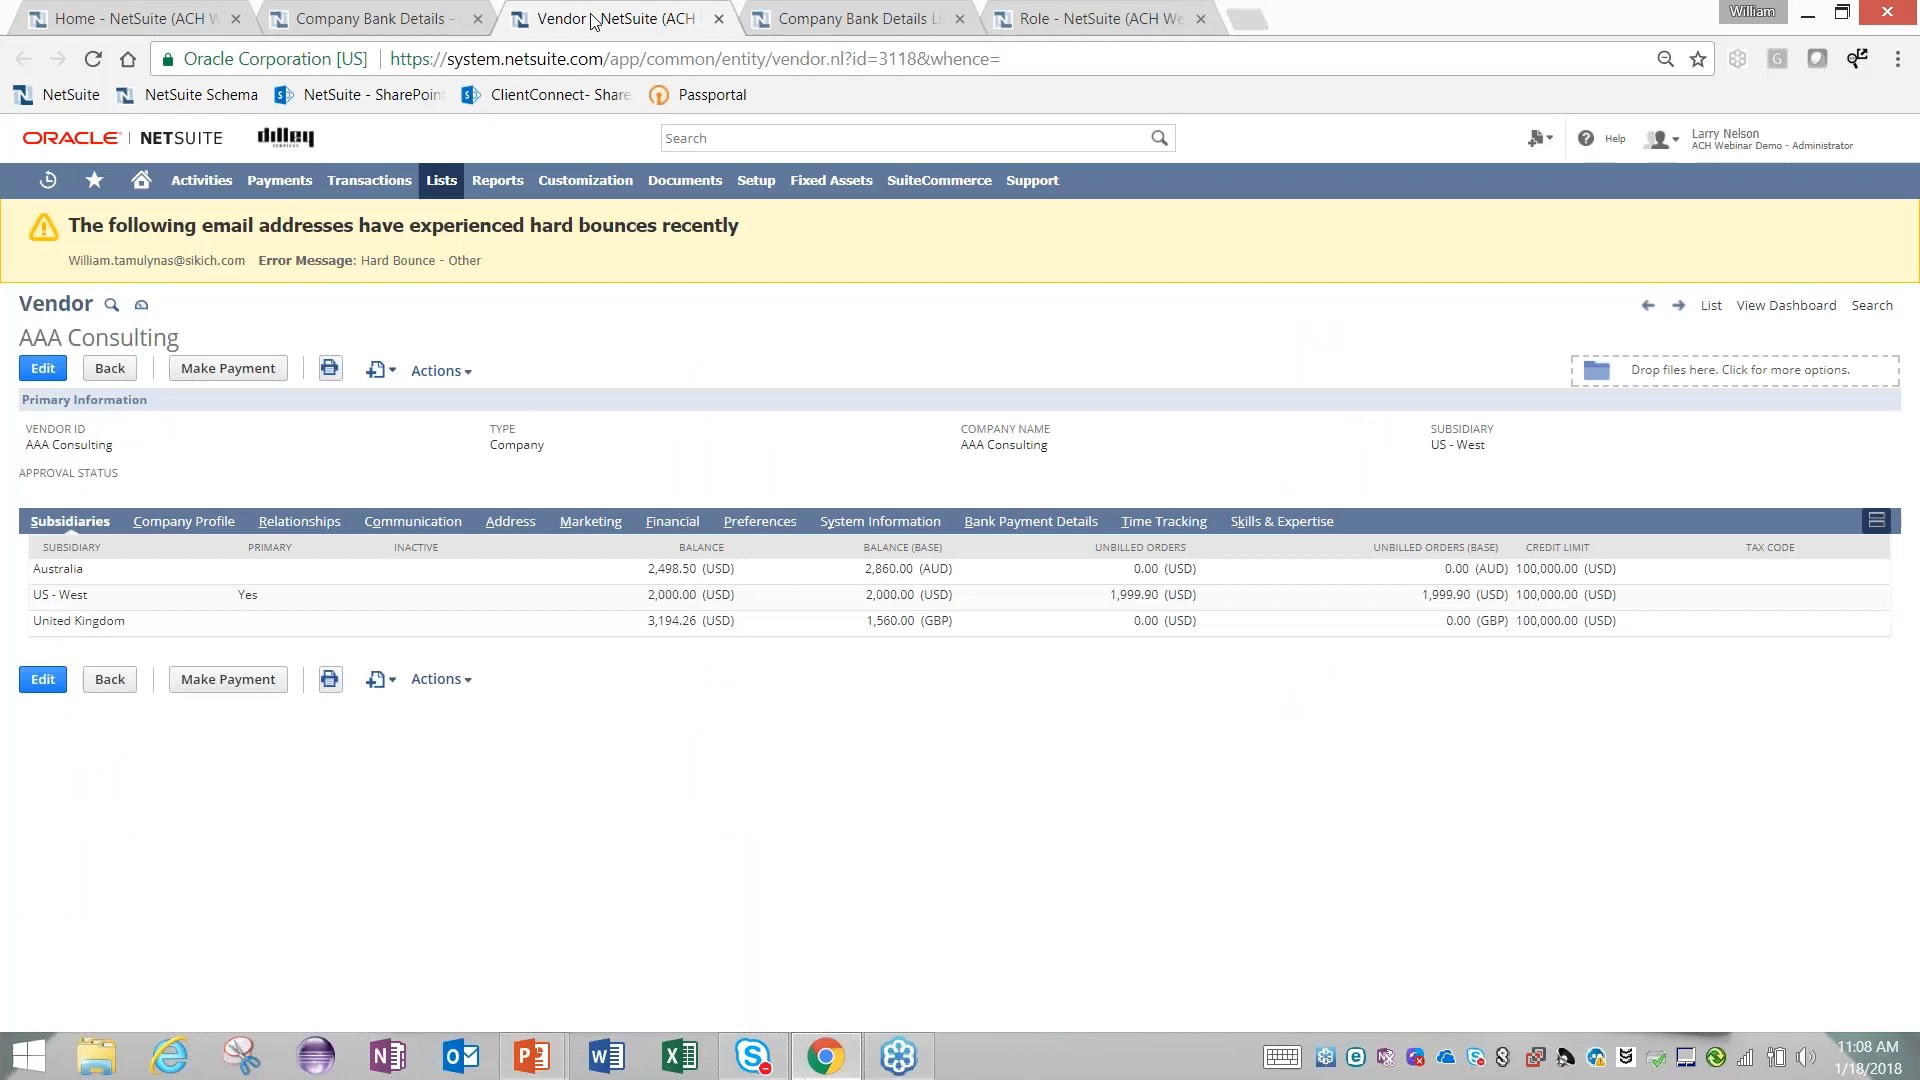 Home - NetSuite (ACH W
Company Bank Details -
Vendor - NetSuite (ACH
Company Bank Details Li
Role - NetSuite (ACH We
William
Oracle Corporation [US]
https://system.netsuite.com/app/common/entity/vendor.nl?id=3118&whence=
NetSuite
NetSuite Schema
NetSuite - SharePoint
ClientConnect- Share
Passportal
ORACLE | NETSUITE
dilley
SERVICES
Search
Help
Larry Nelson
ACH Webinar Demo - Administrator
Activities Payments Transactions Lists Reports Customization Documents Setup Fixed Assets SuiteCommerce Support
The following email addresses have experienced hard bounces recently
William.tamulynas@sikich.com Error Message: Hard Bounce - Other
Vendor
List View Dashboard Search
AAA Consulting
Edit Back Make Payment Actions
Drop files here. Click for more options.
Primary Information
VENDOR ID TYPE COMPANY NAME SUBSIDIARY
AAA Consulting Company AAA Consulting US - West
APPROVAL STATUS
Subsidiaries Company Profile Relationships Communication Address Marketing Financial Preferences System Information Bank Payment Details Time Tracking Skills & Expertise
SUBSIDIARY PRIMARY INACTIVE BALANCE BALANCE (BASE) UNBILLED ORDERS UNBILLED ORDERS (BASE) CREDIT LIMIT TAX CODE
Australia 2,498.50 (USD) 2,860.00 (AUD) 0.00 (USD) 0.00 (AUD) 100,000.00 (USD)
US - West Yes 2,000.00 (USD) 2,000.00 (USD) 1,999.90 (USD) 1,999.90 (USD) 100,000.00 (USD)
United Kingdom 3,194.26 (USD) 1,560.00 (GBP) 0.00 (USD) 0.00 (GBP) 100,000.00 (USD)
Edit Back Make Payment Actions
11:08 AM
1/18/2018